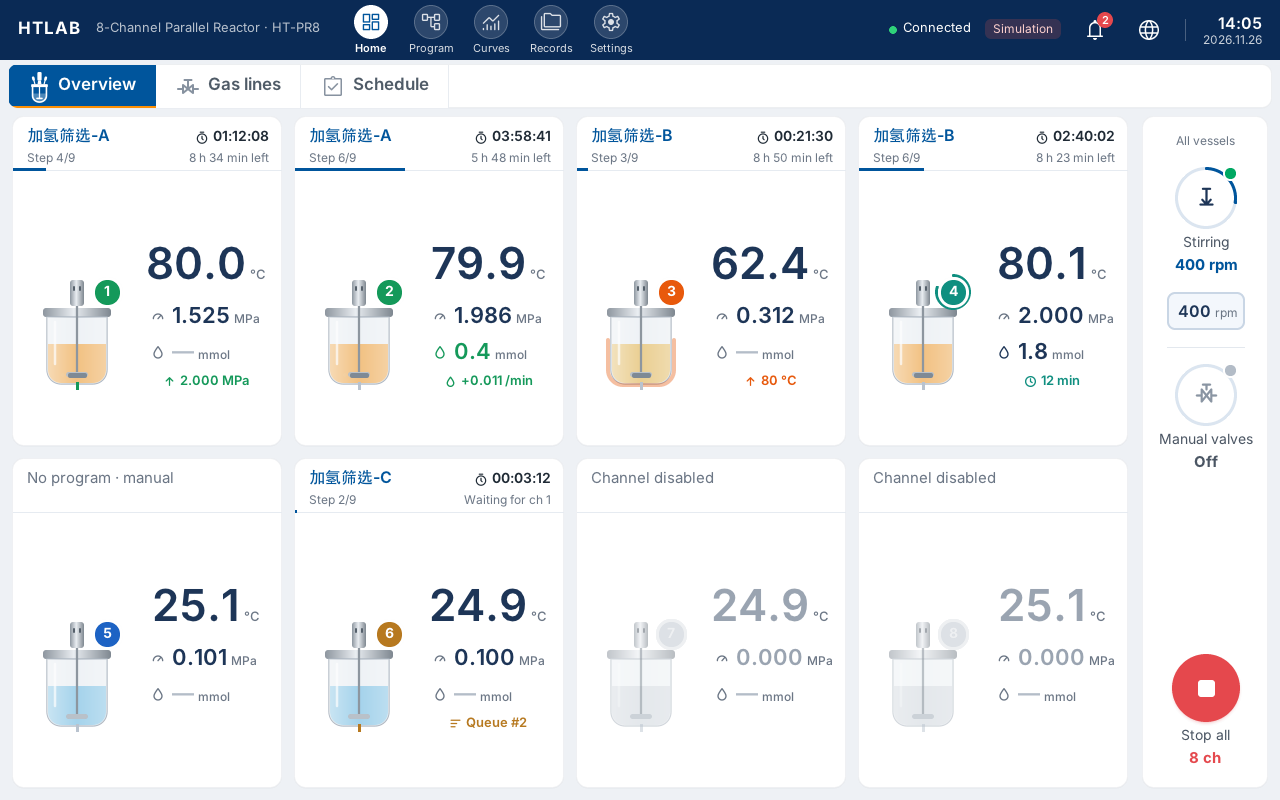 HTLAB
8-Channel Parallel Reactor · HT-PR8
Home
Program
Curves
Records
Settings
Connected
Simulation
2
14:05
2026.11.26
Overview
Gas lines
Schedule
加氢筛选-A
01:12:08
Step 4/9
8 h 34 min left
80.0 °C
1
1.525 MPa
— mmol
↑ 2.000 MPa
加氢筛选-A
03:58:41
Step 6/9
5 h 48 min left
79.9 °C
2
1.986 MPa
0.4 mmol
+0.011/min
加氢筛选-B
00:21:30
Step 3/9
8 h 50 min left
62.4 °C
3
0.312 MPa
— mmol
↑ 80 °C
加氢筛选-B
02:40:02
Step 6/9
8 h 23 min left
80.1 °C
4
2.000 MPa
1.8 mmol
12 min
No program · manual
25.1 °C
5
0.101 MPa
— mmol
加氢筛选-C
00:03:12
Step 2/9
Waiting for ch 1
24.9 °C
6
0.100 MPa
— mmol
Queue #2
Channel disabled
24.9 °C
7
0.000 MPa
— mmol
Channel disabled
25.1 °C
8
0.000 MPa
— mmol
All vessels
Stirring
400 rpm
400 rpm
Manual valves
Off
Stop all
8 ch